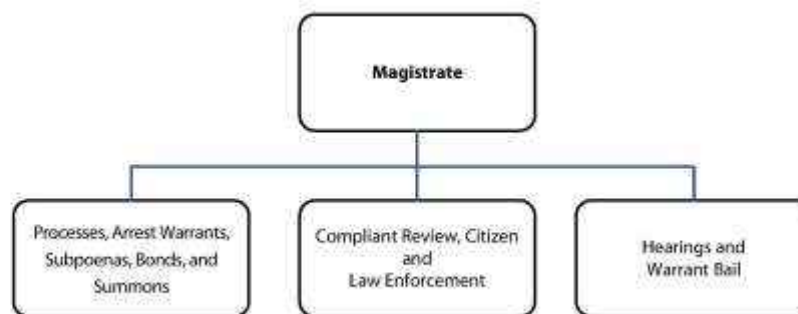 Magistrate
Processes, Arrest Warrants,
Subpoenas, Bonds, and
Summons
Compliant Review, Citizen
and
Law Enforcement
Hearings and
Warrant Bail